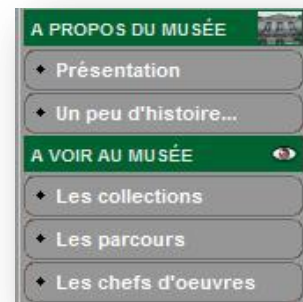 A PROPOS DU MUSÉE
Présentation
Un peu d'histoire...
A VOIR AU MUSÉE
Les collections
Les parcours
Les chefs d'oeuvres